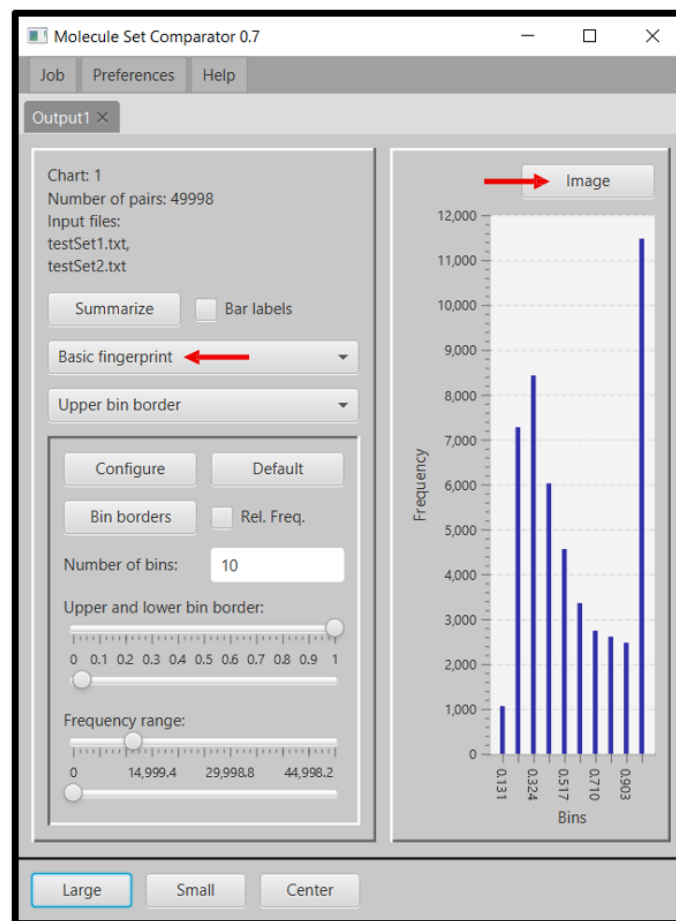 Molecule Set Comparator 0.7
Job Preferences Help
Output1
Chart: 1
Number of pairs: 49998
Input files:
testSet1.txt,
testSet2.txt
Summarize Bar labels
Basic fingerprint
Upper bin border
Configure Default
Bin borders Rel. Freq.
Number of bins: 10
Upper and lower bin border:
0 0.1 0.2 0.3 0.4 0.5 0.6 0.7 0.8 0.9 1
Frequency range:
0 14,999.4 29,998.8 44,998.2
Image
12,000
11,000
10,000
9,000
8,000
7,000
6,000
5,000
4,000
3,000
2,000
1,000
0
Frequency
0.131 0.324 0.517 0.710 0.903
Bins
Large Small Center